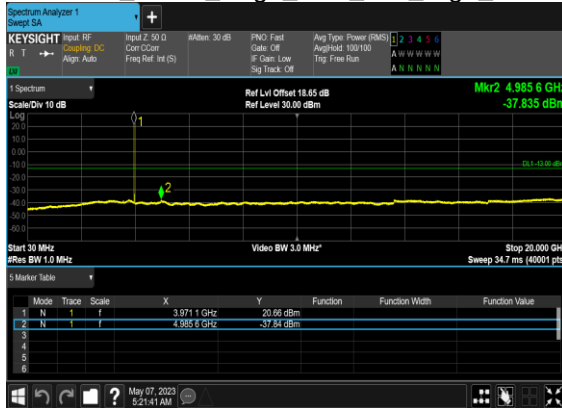 Spectrum Analyzer 1
Swept SA
+
KEYSIGHT Input: RF Input Z: 50 Ω #Atten: 30 dB PNO: Fast Avg Type: Power (RMS) 1 2 3 4 5 6
R T Coupling: DC Corr CCorr Gate: Off Avg|Hold: 100/100 A W W W W W
Align: Auto Freq Ref: Int (S) IF Gain: Low Trig: Free Run
LXI Sig Track: Off A N N N N N
1 Spectrum Ref Lvl Offset 18.65 dB Mkr2 4.985 6 GHz
Scale/Div 10 dB Ref Level 30.00 dBm -37.835 dBm
Log
20.0
10.0
0.00
-10.0
-20.0
-30.0
-40.0
-50.0
-60.0
1
2
DL1 -13.00 dBm
Start 30 MHz Video BW 3.0 MHz* Stop 20.000 GHz
#Res BW 1.0 MHz Sweep 34.7 ms (40001 pts)
5 Marker Table
Mode Trace Scale X Y Function Function Width Function Value
1 N 1 f 3.971 1 GHz 20.66 dBm
2 N 1 f 4.985 6 GHz -37.84 dBm
3
4
5
6
? May 07, 2023
5:21:41 AM